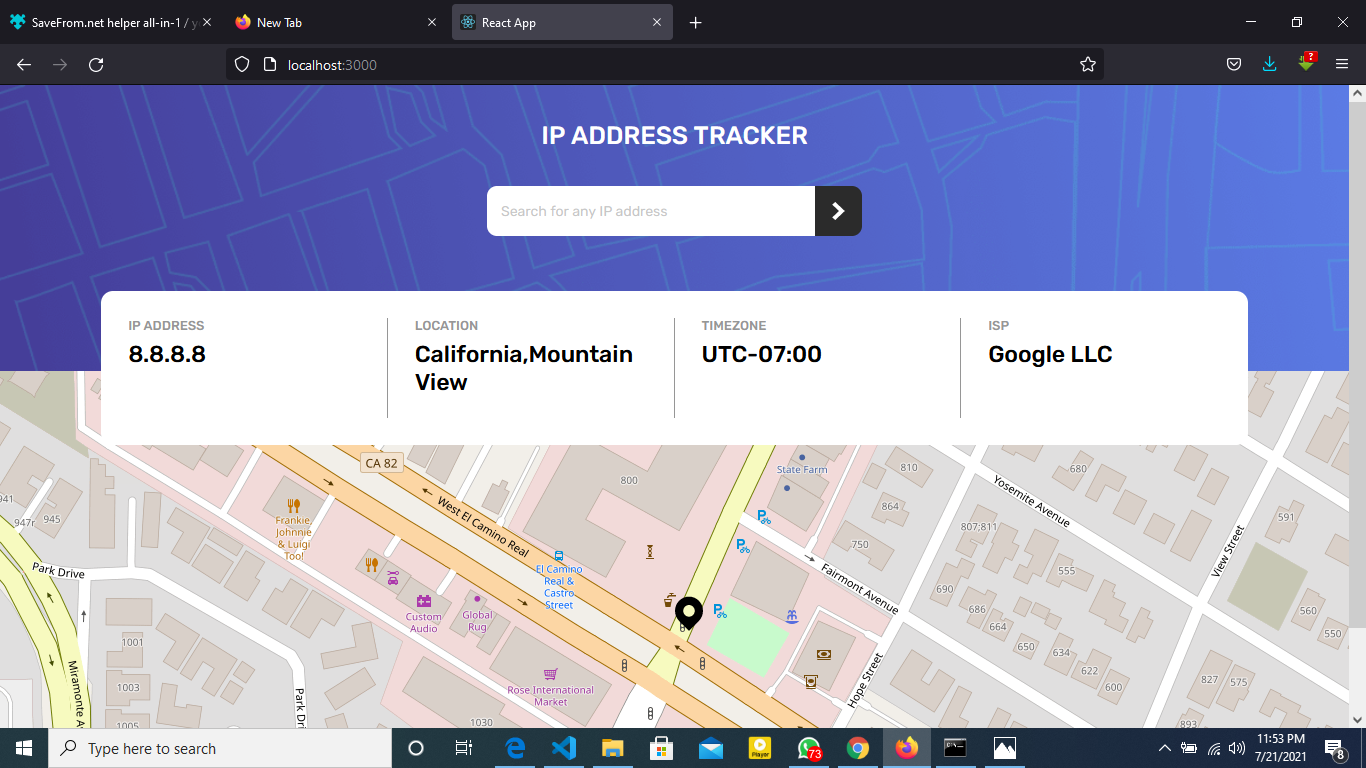 SaveFrom.net helper all-in-1 / y
New Tab
React App
localhost:3000
IP ADDRESS TRACKER
Search for any IP address
IP ADDRESS
8.8.8.8
LOCATION
California,Mountain
View
TIMEZONE
UTC-07:00
ISP
Google LLC
CA 82
800
State Farm
810
680
864
Yosemite Avenue
941
947r
945
Frankie,
Johnnie
& Luigi
Too!
West El Camino Real
807;811
591
750
View Street
El Camino
Real &
Castro
Street
Park Drive
Fairmont Avenue
555
690
686
664
560
550
Custom
Audio
Global
Rug
1001
650
634
622
600
827
575
Miramonte Av
1003
Park Dr
Rose International
Market
Hope Street
1005
1030
893
Type here to search
Player
73
11:53 PM
7/21/2021
8